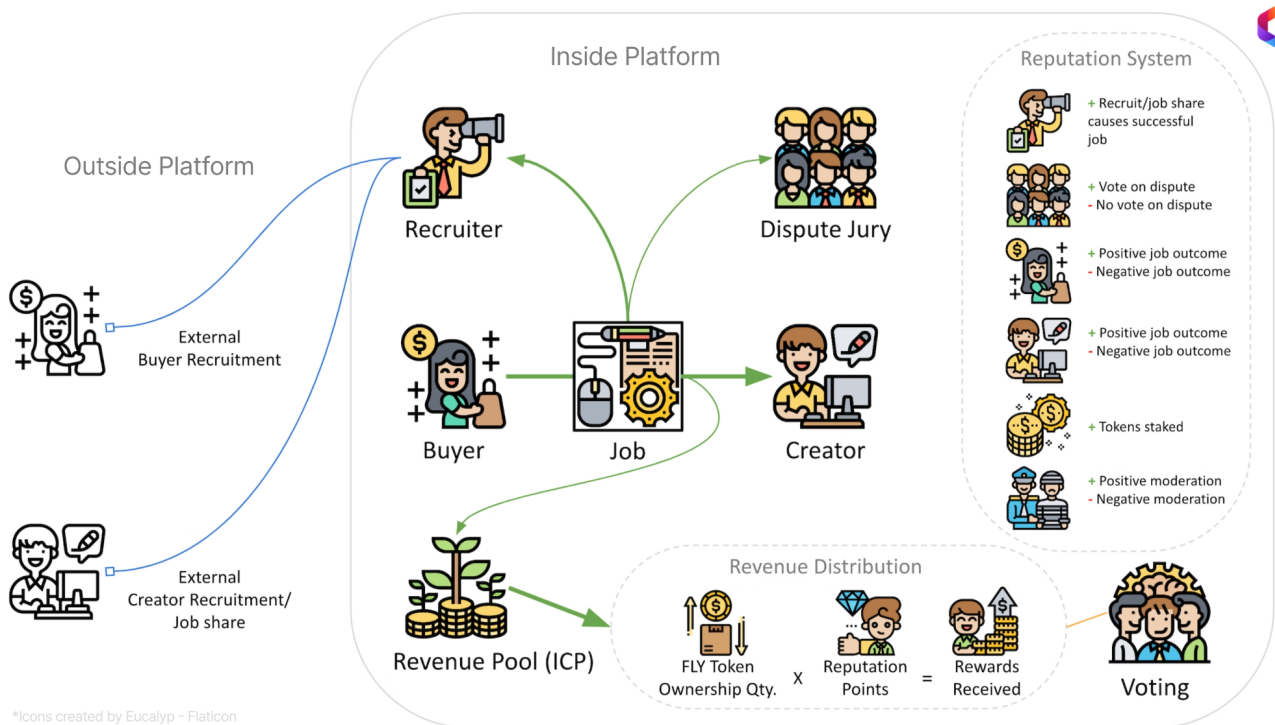 Inside Platform
Outside Platform
Recruiter
Dispute Jury
External
Buyer Recruitment
Buyer
Job
Creator
External
Creator Recruitment/
Job share
Revenue Pool (ICP)
Reputation System
+ Recruit/job share
causes successful
job
+ Vote on dispute
- No vote on dispute
+ Positive job outcome
- Negative job outcome
+ Positive job outcome
- Negative job outcome
+ Tokens staked
+ Positive moderation
- Negative moderation
Revenue Distribution
FLY Token
Ownership Qty.
X
Reputation
Points
=
Rewards
Received
Voting
*Icons created by Eucalyp - Flaticon